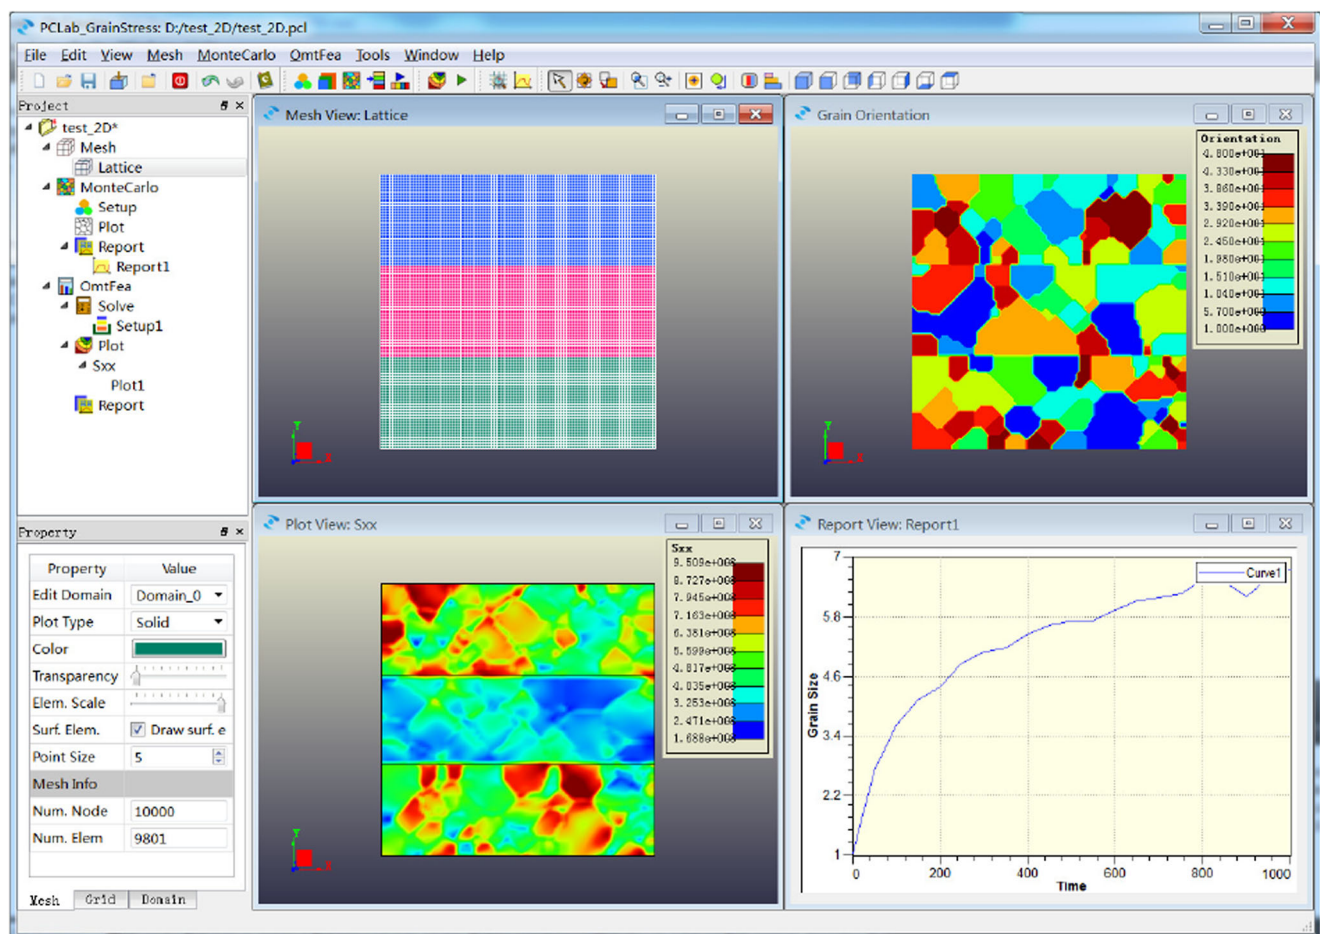 PCLab_GrainStress: D:/test_2D/test_2D.pcl
File Edit View Mesh MonteCarlo OmtFea Tools Window Help
Project
test_2D*
Mesh
Lattice
MonteCarlo
Setup
Plot
Report
Report1
OmtFea
Solve
Setup1
Plot
Sxx
Plot1
Report
Property
Property Value
Edit Domain Domain_0
Plot Type Solid
Color
Transparency
Elem. Scale
Surf. Elem. Draw surf. e
Point Size 5
Mesh Info
Num. Node 10000
Num. Elem 9801
Mesh Grid Domain
Mesh View: Lattice
Y
X
Grain Orientation
Orientation
4.800e+001
4.330e+001
3.860e+001
3.390e+001
2.920e+001
2.450e+001
1.980e+001
1.510e+001
1.040e+001
5.700e+000
1.000e+000
Y
X
Plot View: Sxx
Sxx
9.509e+008
8.727e+008
7.945e+008
7.163e+008
6.381e+008
5.599e+008
4.817e+008
4.035e+008
3.253e+008
2.471e+008
1.688e+008
Y
X
Report View: Report1
Curve1
7
5.8
4.6
3.4
2.2
1
Grain Size
0 200 400 600 800 1000
Time